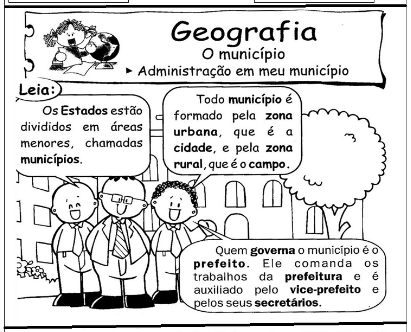 Geografia
O município
▸ Administração em meu município
Leia:
Os Estados estão
divididos em áreas
menores, chamadas
municípios.
Todo município é
formado pela zona
urbana, que é a
cidade, e pela zona
rural, que é o campo.
Quem governa o município é o
prefeito. Ele comanda os
trabalhos da prefeitura e é
auxiliado pelo vice-prefeito e
pelos seus secretários.